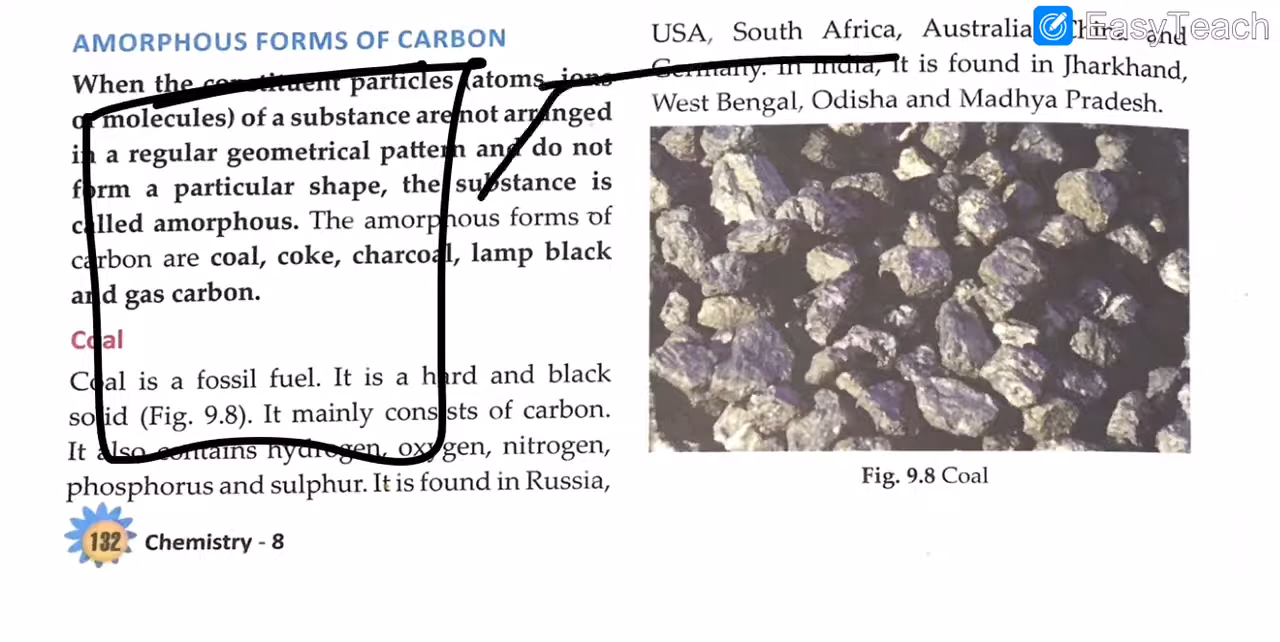 AMORPHOUS FORMS OF CARBON
When the constituent particles (atoms, ions
or molecules) of a substance are not arranged
in a regular geometrical pattern and do not
form a particular shape, the substance is
called amorphous. The amorphous forms of
carbon are coal, coke, charcoal, lamp black
and gas carbon.
Coal
Coal is a fossil fuel. It is a hard and black
solid (Fig. 9.8). It mainly consists of carbon.
It also contains hydrogen, oxygen, nitrogen,
phosphorus and sulphur. It is found in Russia,
132 Chemistry - 8
USA, South Africa, Australia, China and
Germany. In India, it is found in Jharkhand,
West Bengal, Odisha and Madhya Pradesh.
Fig. 9.8 Coal
EasyTeach